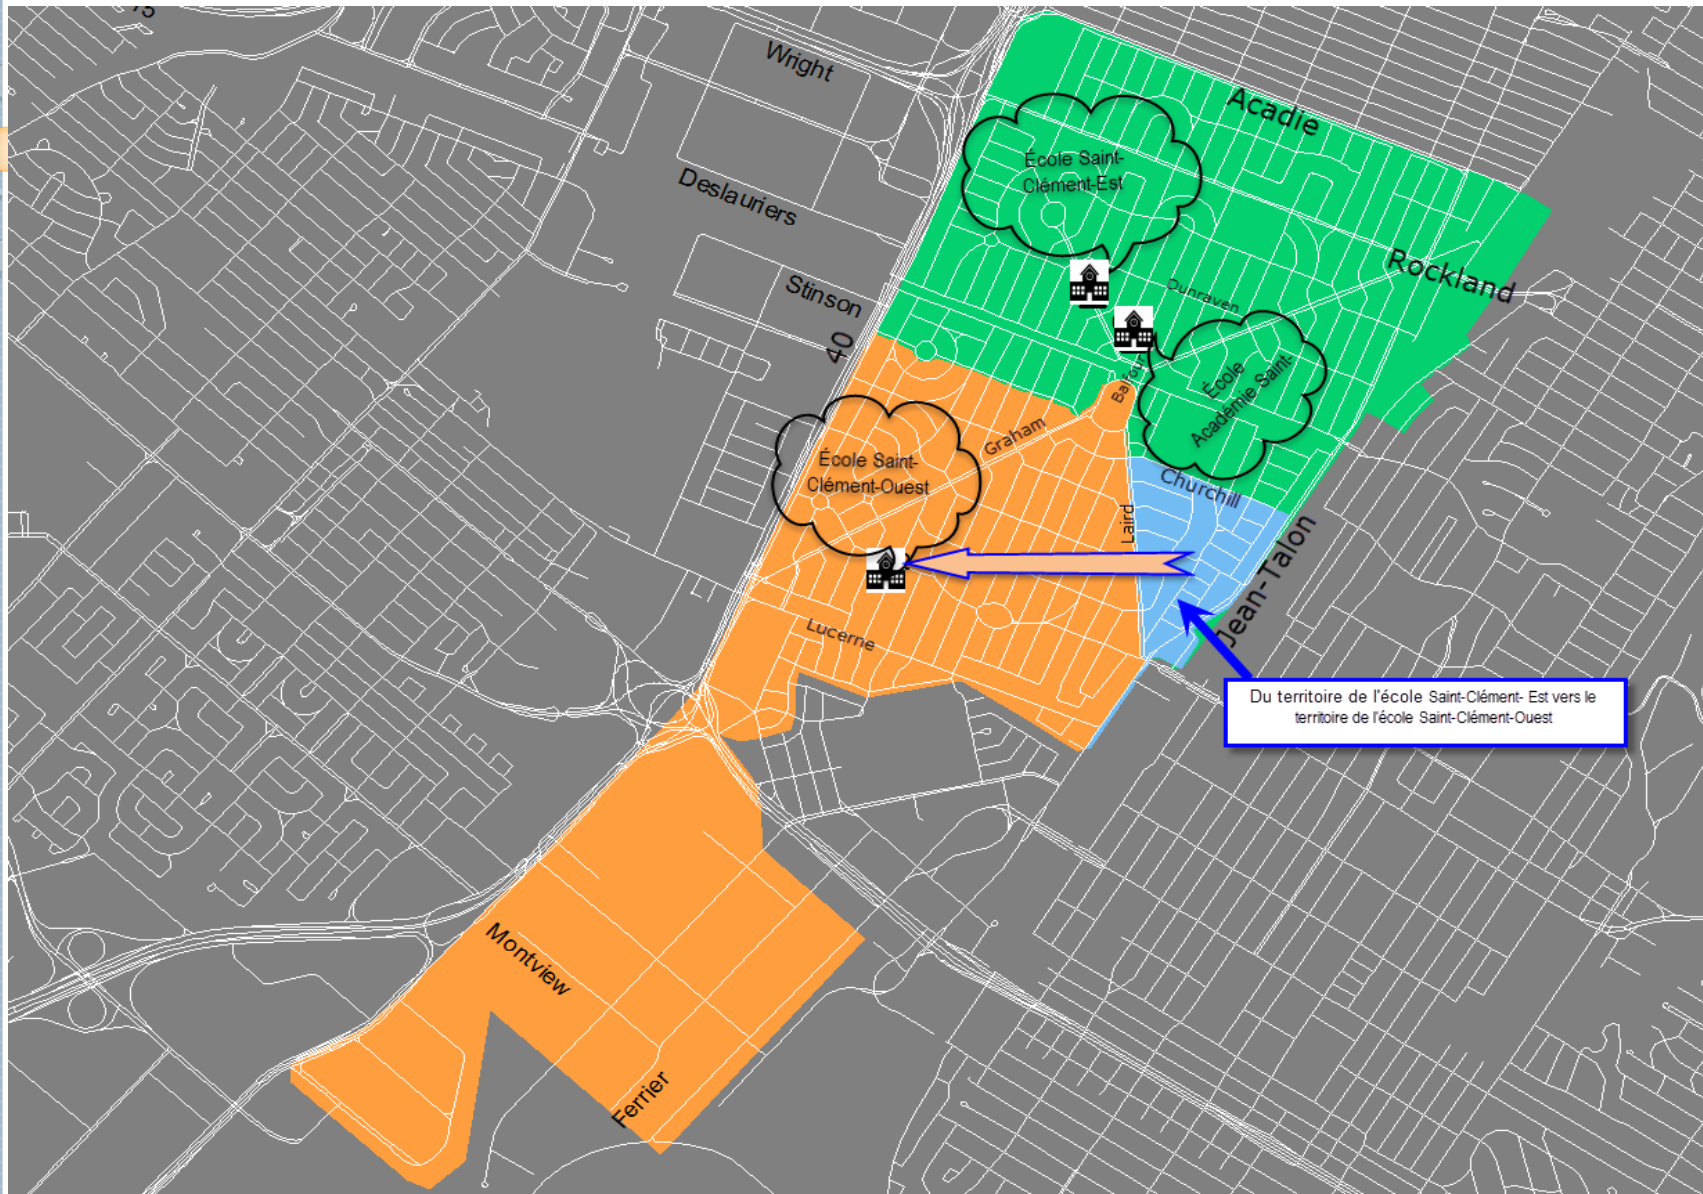 15
Wright
Acadie
École Saint-
Clément-Est
Deslauriers
Rockland
Stinson
Dunraven
40
Balfour
École
Académie Saint-
Graham
École Saint-
Clément-Ouest
Churchill
Laird
Jean-Talon
Lucerne
Du territoire de l'école Saint-Clément- Est vers le
territoire de l'école Saint-Clément-Ouest
Montview
Ferrier